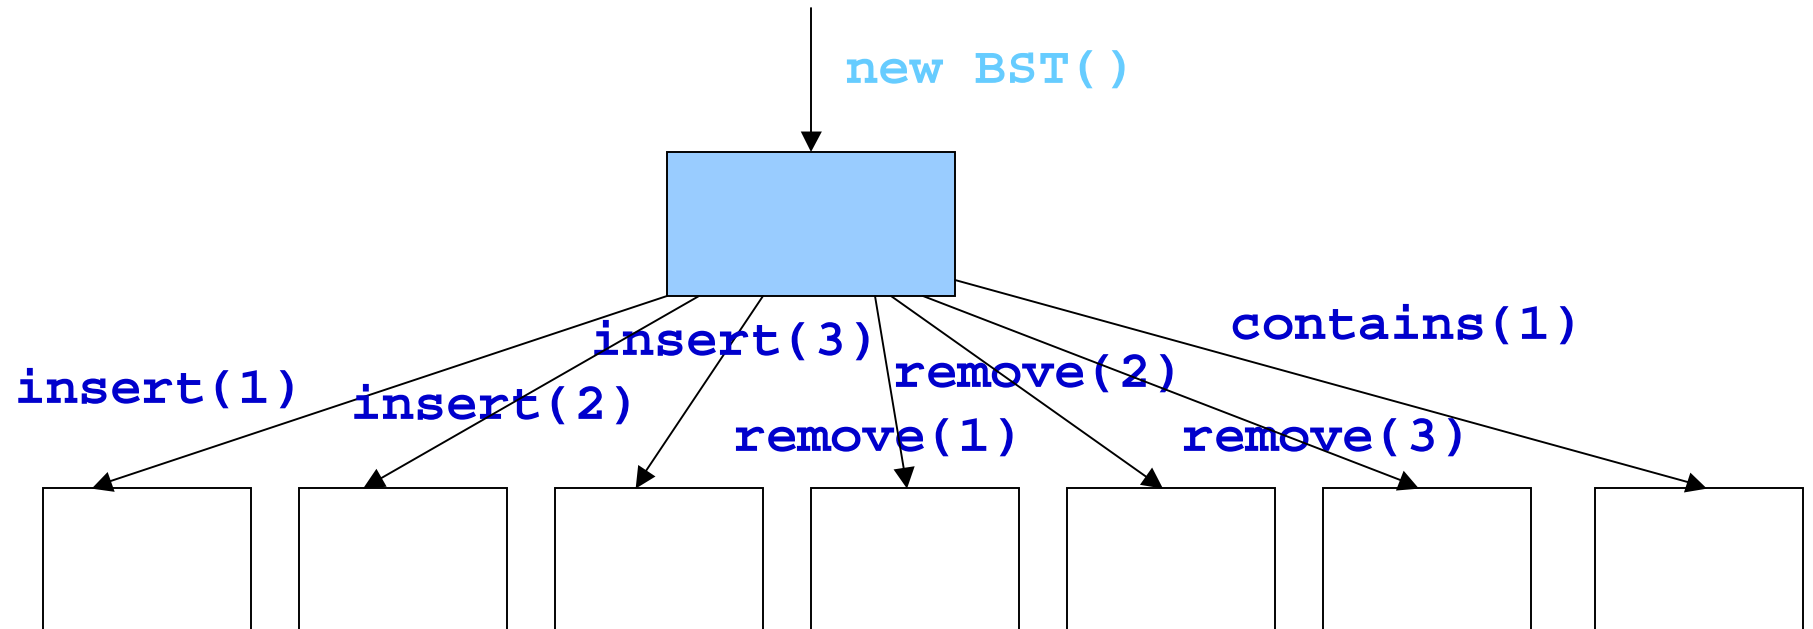 new BST()
insert(1)
insert(2)
insert(3)
remove(1)
remove(2)
remove(3)
contains(1)